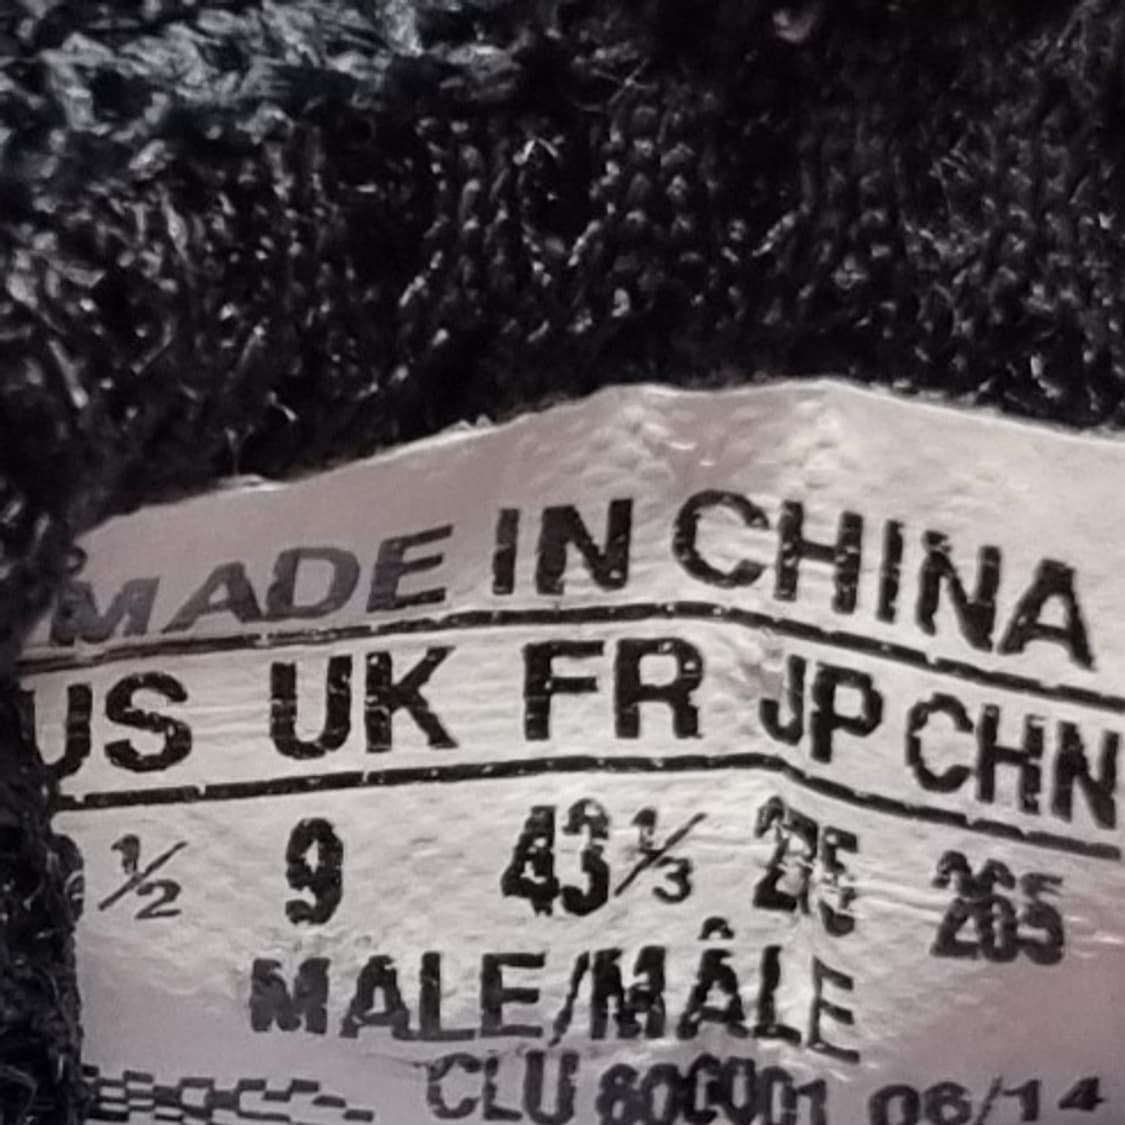 MADE IN CHINA
US UK FR JP CHN
½ 9 43⅓ 265
MALE/MÂLE
CLU 600001 06/14